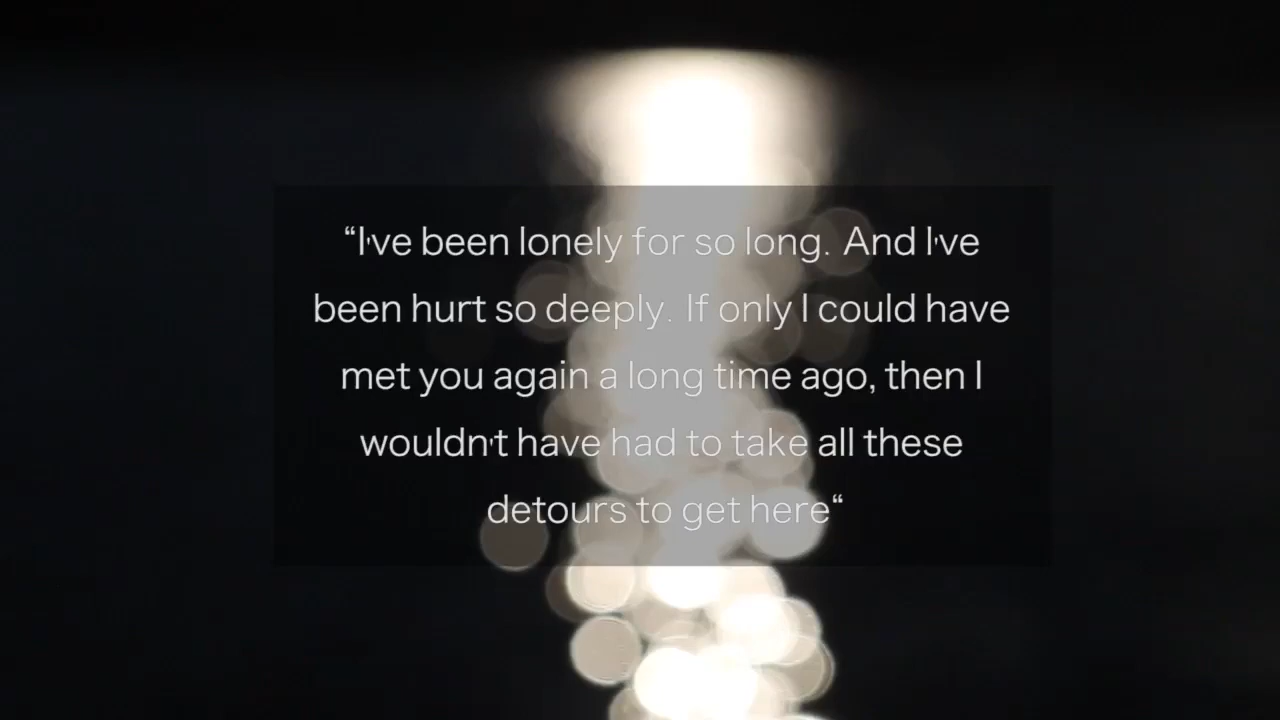 “I've been lonely for so long. And I've
been hurt so deeply. If only I could have
met you again a long time ago, then I
wouldn't have had to take all these
detours to get here“